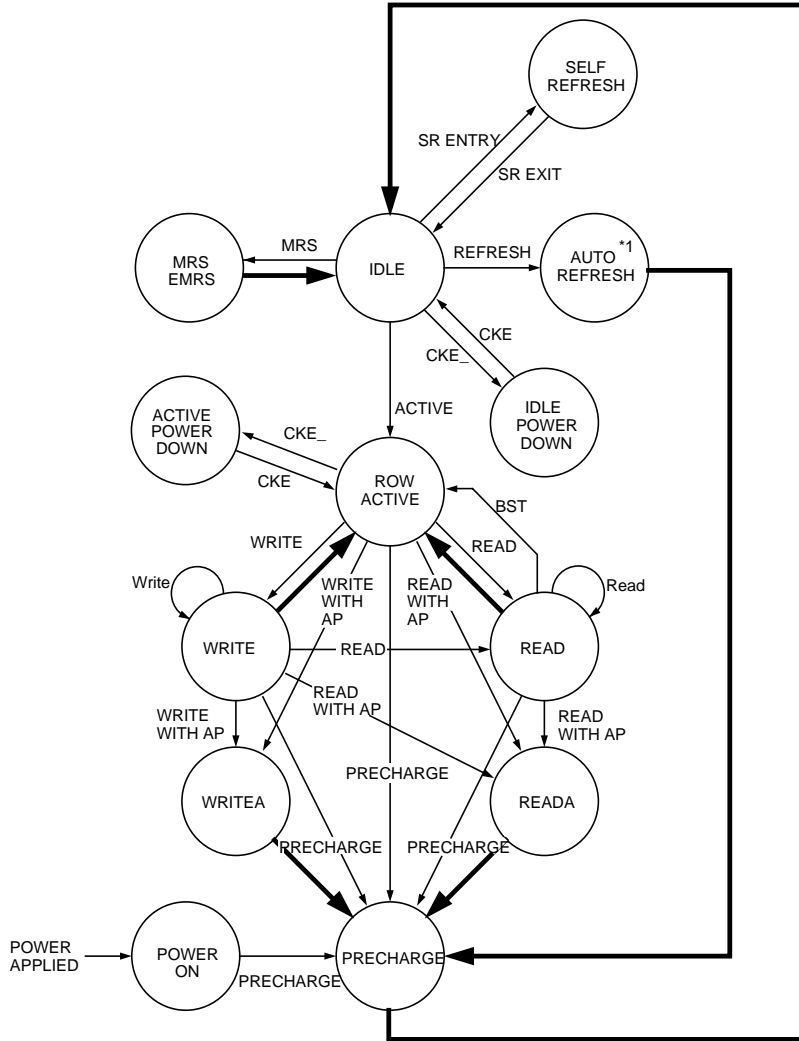 SELF
REFRESH
SR ENTRY
SR EXIT
MRS
EMRS
MRS
IDLE
REFRESH
AUTO *1
REFRESH
CKE
CKE_
IDLE
POWER
DOWN
ACTIVE
ACTIVE
POWER
DOWN
CKE_
CKE
ROW
ACTIVE
BST
WRITE
READ
Write
WRITE
WITH
AP
READ
WITH
AP
Read
WRITE
READ
READ
READ
WITH AP
WRITE
WITH AP
READ
WITH AP
PRECHARGE
WRITEA
READA
PRECHARGE
PRECHARGE
POWER
APPLIED
POWER
ON
PRECHARGE
PRECHARGE